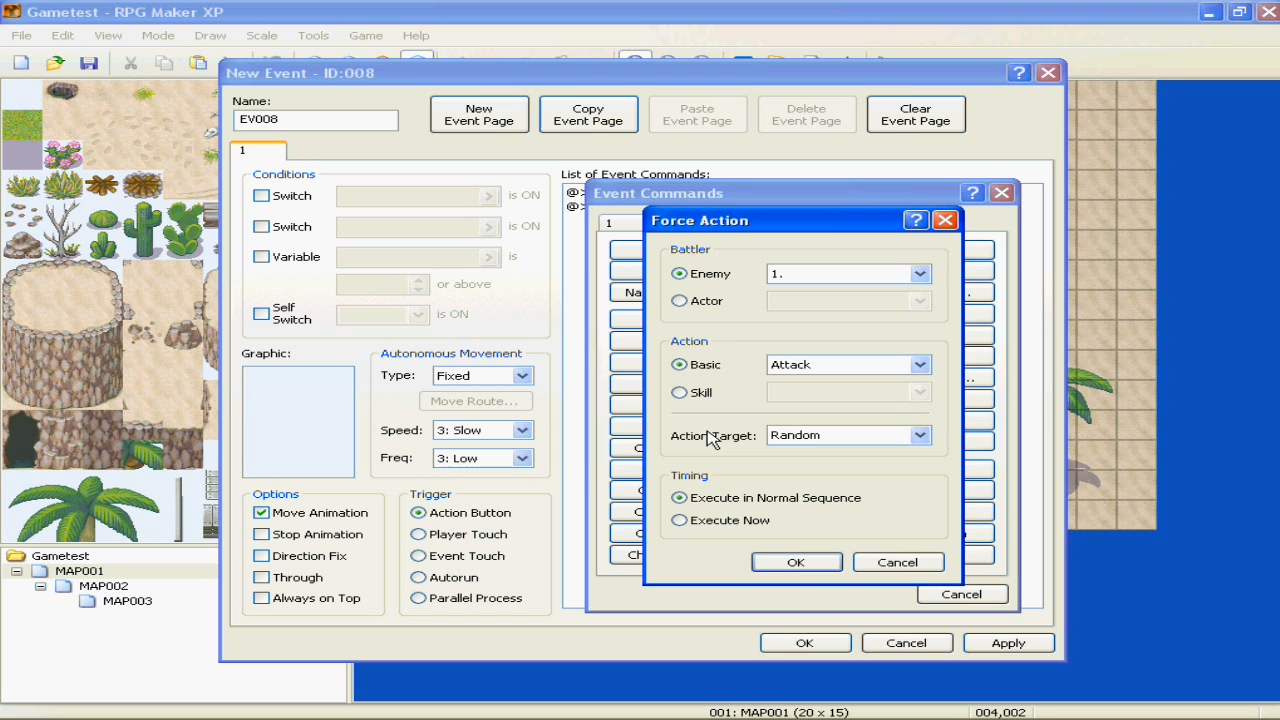 Gametest - RPG Maker XP
File Edit View Mode Draw Scale Tools Game Help
New Event - ID:008
Name:
EV008
New Event Page
Copy Event Page
Paste Event Page
Delete Event Page
Clear Event Page
1
Conditions
Switch is ON
Switch is ON
Variable is
or above
Self Switch is ON
Graphic:
Autonomous Movement
Type: Fixed
Move Route...
Speed: 3: Slow
Freq: 3: Low
Options
Move Animation
Stop Animation
Direction Fix
Through
Always on Top
Trigger
Action Button
Player Touch
Event Touch
Autorun
Parallel Process
List of Event Commands:
@>
@>
Event Commands
1
Na
Ch
Force Action
Battler
Enemy 1.
Actor
Action
Basic Attack
Skill
Action Target: Random
Timing
Execute in Normal Sequence
Execute Now
OK Cancel
Cancel
OK Cancel Apply
Gametest
MAP001
MAP002
MAP003
001: MAP001 (20 x 15) 004,002